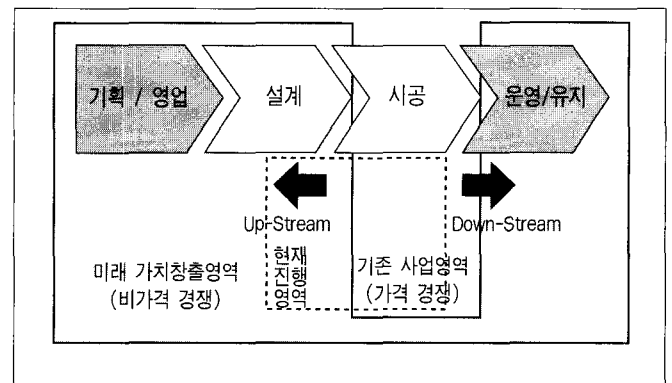 기획 / 영업
설계
시공
운영/유지
Up-Stream
Down-Stream
미래 가치창출영역
(비가격 경쟁)
현재
진행
영역
기존 사업영역
(가격 경쟁)